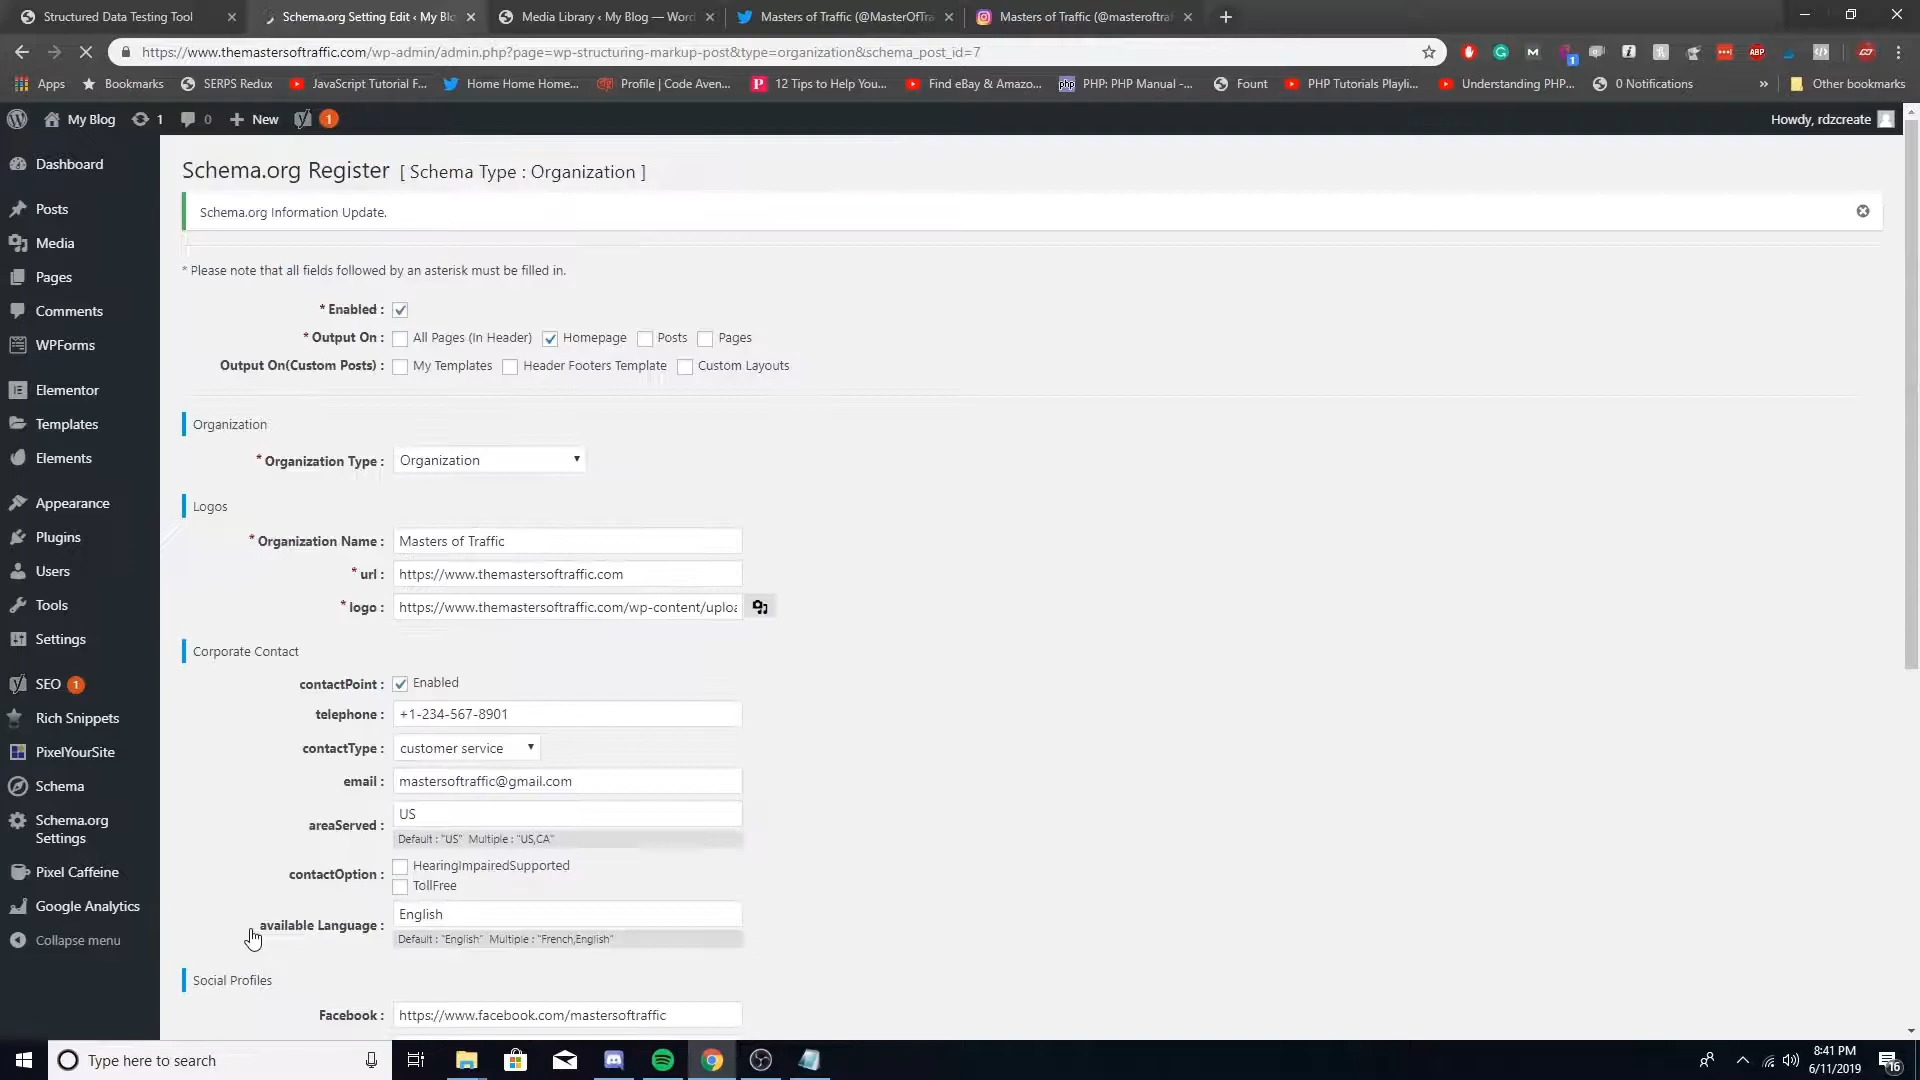 Structured Data Testing Tool
Schema.org Setting Edit ‹ My Bl
Media Library ‹ My Blog — Word
Masters of Traffic (@MasterOfTra
Masters of Traffic (@masteroftraf
https://www.themastersoftraffic.com/wp-admin/admin.php?page=wp-structuring-markup-post&type=organization&schema_post_id=7
ABP
Apps
Bookmarks
SERPS Redux
JavaScript Tutorial F...
Home Home Home...
Profile | Code Aven...
12 Tips to Help You...
Find eBay & Amazo...
php PHP: PHP Manual -...
Fount
PHP Tutorials Playli...
Understanding PHP...
0 Notifications
»
Other bookmarks
My Blog
1
0
New
1
Howdy, rdzcreate
Dashboard
Posts
Media
Pages
Comments
WPForms
Elementor
Templates
Elements
Appearance
Plugins
Users
Tools
Settings
SEO 1
Rich Snippets
PixelYourSite
Schema
Schema.org
Settings
Pixel Caffeine
Google Analytics
Collapse menu
Schema.org Register [ Schema Type : Organization ]
Schema.org Information Update.
* Please note that all fields followed by an asterisk must be filled in.
* Enabled :
* Output On : All Pages (In Header) Homepage Posts Pages
Output On(Custom Posts) : My Templates Header Footers Template Custom Layouts
Organization
* Organization Type : Organization
Logos
* Organization Name : Masters of Traffic
* url : https://www.themastersoftraffic.com
* logo : https://www.themastersoftraffic.com/wp-content/uploa
Corporate Contact
contactPoint : Enabled
telephone : +1-234-567-8901
contactType : customer service
email : mastersoftraffic@gmail.com
areaServed : US
Default : "US" Multiple : "US,CA"
contactOption : HearingImpairedSupported
TollFree
available Language : English
Default : "English" Multiple : "French,English"
Social Profiles
Facebook : https://www.facebook.com/mastersoftraffic
Type here to search
8:41 PM
6/11/2019
16